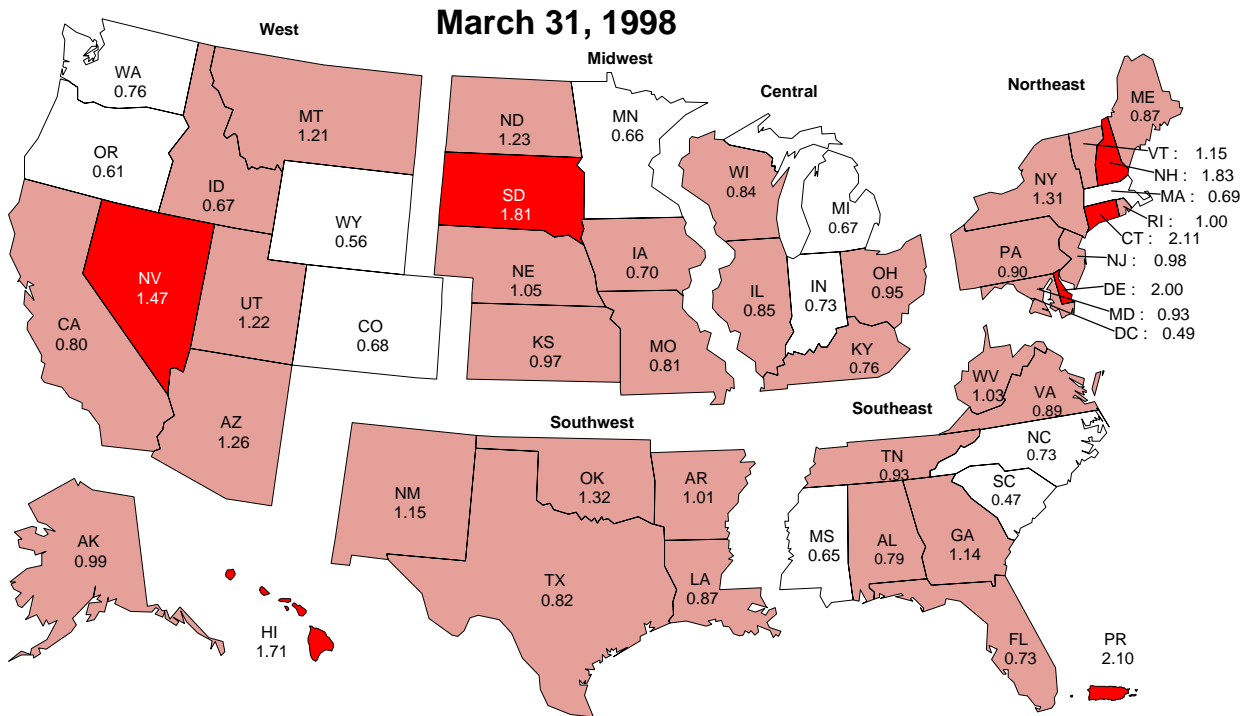 March 31, 1998
West
Midwest
Central
Northeast
WA
0.76
OR
0.61
MT
1.21
ID
0.67
WY
0.56
NV
1.47
UT
1.22
CO
0.68
CA
0.80
AZ
1.26
ND
1.23
MN
0.66
SD
1.81
NE
1.05
IA
0.70
KS
0.97
MO
0.81
WI
0.84
MI
0.67
IL
0.85
IN
0.73
OH
0.95
KY
0.76
ME
0.87
NY
1.31
PA
0.90
VT : 1.15
NH : 1.83
MA : 0.69
RI : 1.00
CT : 2.11
NJ : 0.98
DE : 2.00
MD : 0.93
DC : 0.49
Southwest
Southeast
WV
1.03
VA
0.89
NC
0.73
TN
0.93
SC
0.47
NM
1.15
OK
1.32
AR
1.01
TX
0.82
LA
0.87
MS
0.65
AL
0.79
GA
1.14
FL
0.73
AK
0.99
HI
1.71
PR
2.10